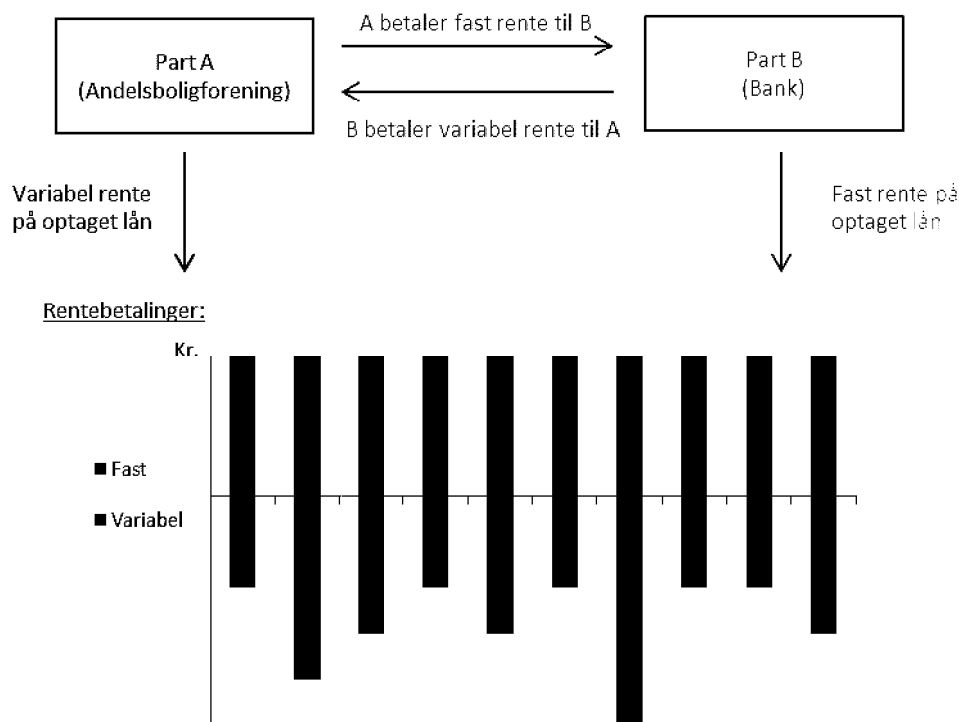 A betaler fast rente til B
Part A
(Andelsboligforening)
Part B
(Bank)
B betaler variabel rente til A
Variabel rente
på optaget lån
Fast rente på
optaget lån
Rentebetalinger:
Kr.
Fast
Variabel